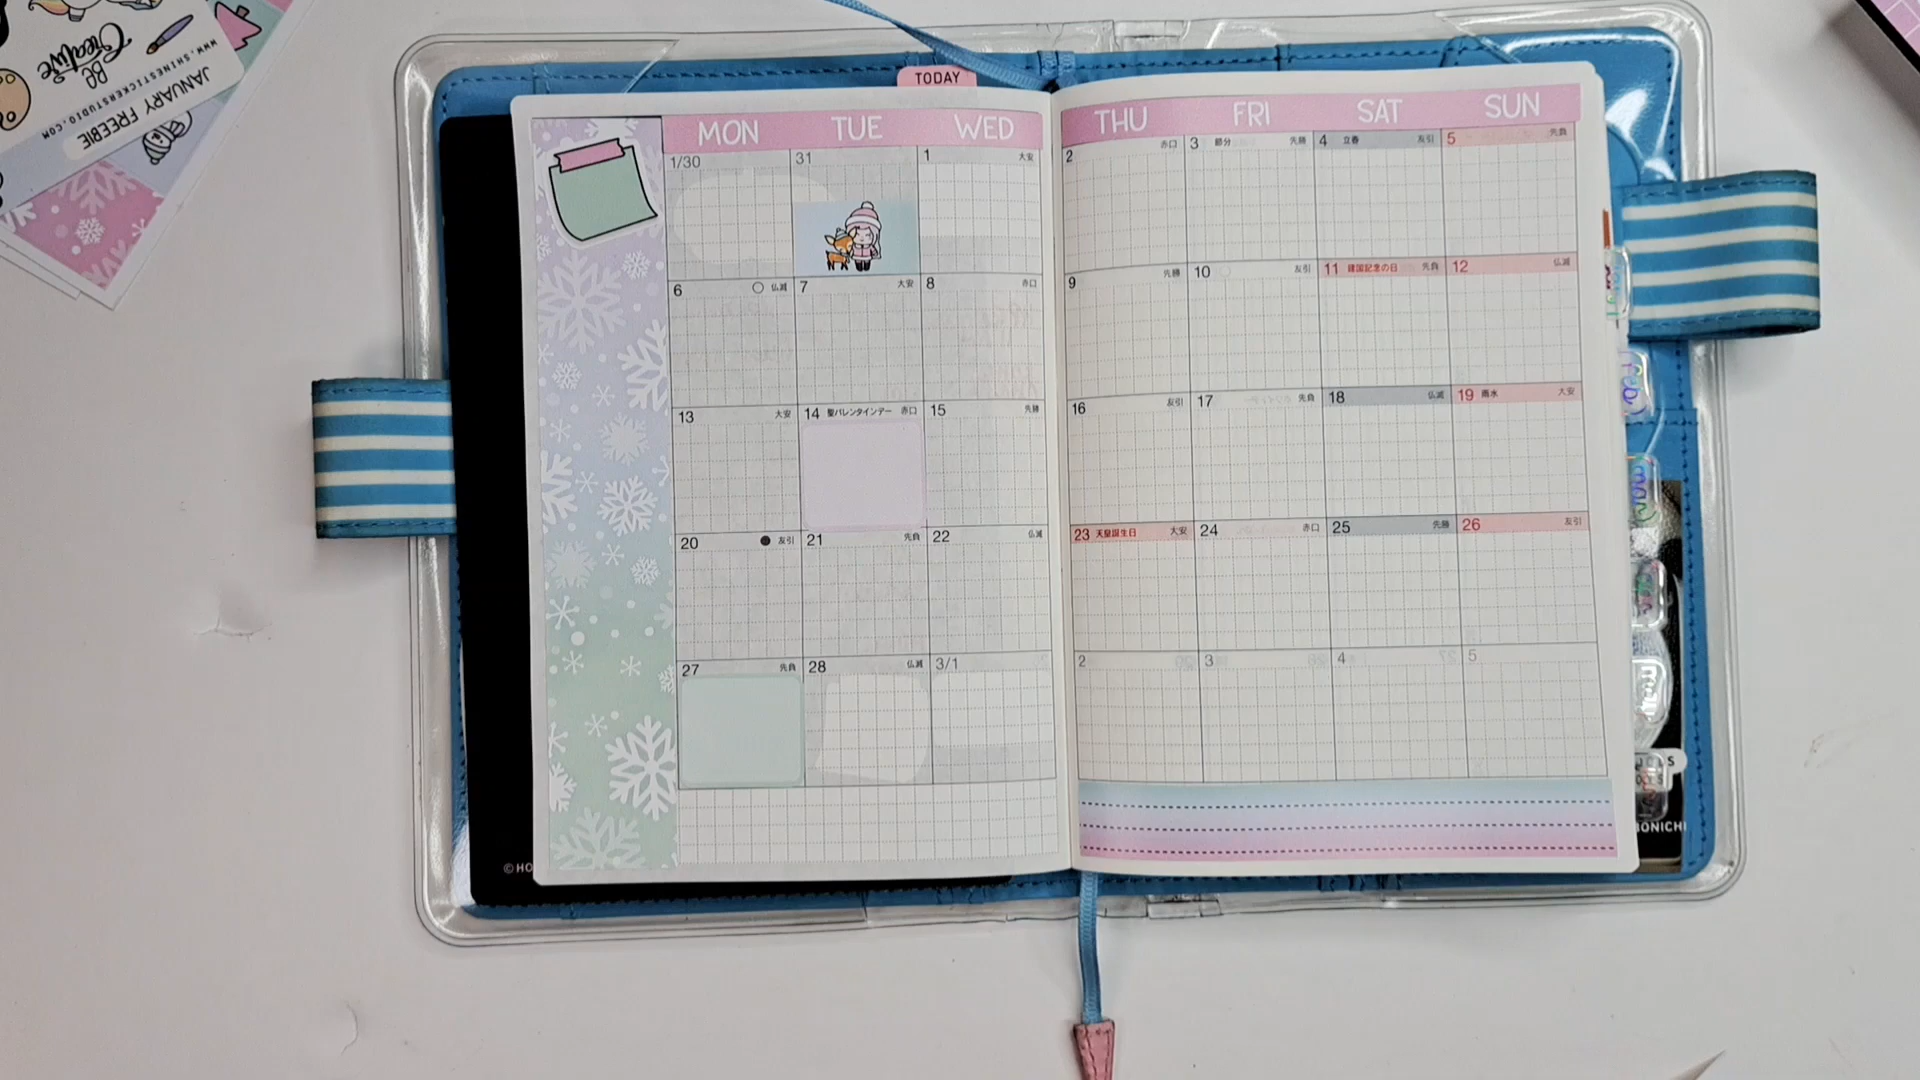 BE
Creative
WWW.SHINESTICKERSTUDIO.COM
JANUARY FREEBIE
TODAY
MON TUE WED THU FRI SAT SUN
1/30 31 1 大安 2 赤口 3 節分 先勝 4 立春 友引 5 先負
6 仏滅 7 大安 8 赤口 9 先勝 10 友引 11 建国記念の日 先負 12 仏滅
13 大安 14 聖バレンタインデー 赤口 15 先勝 16 友引 17 先負 18 仏滅 19 雨水 大安
20 友引 21 先負 22 仏滅 23 天皇誕生日 大安 24 赤口 25 先勝 26 友引
27 先負 28 仏滅 3/1 2 3 4 5
feb
mar
©HO
BONICHI